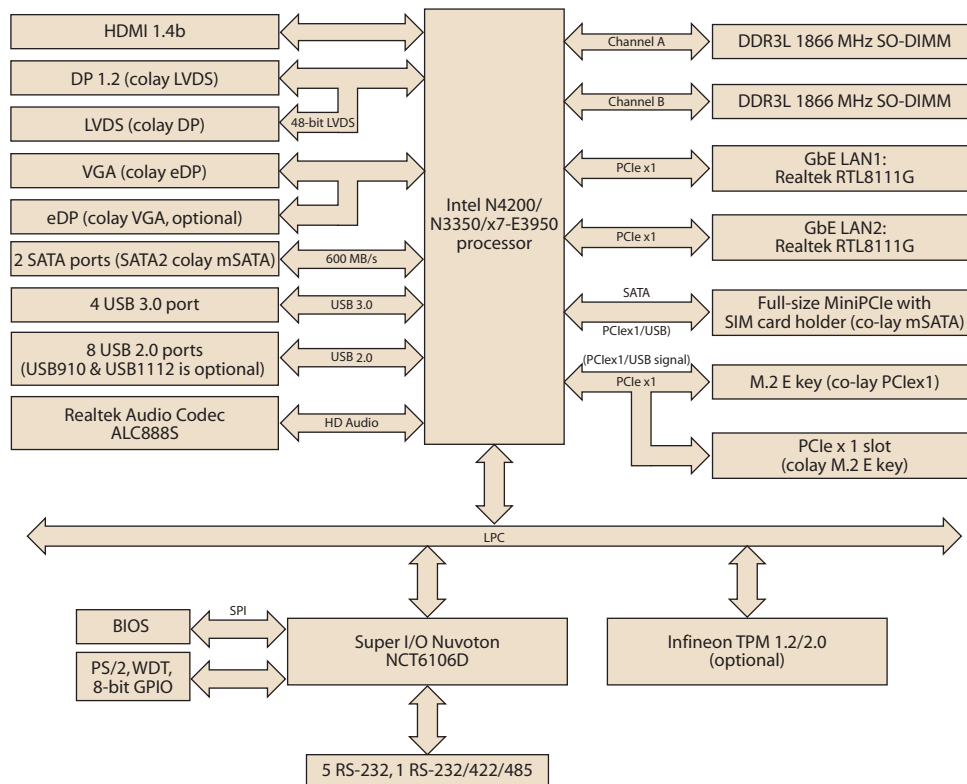 HDMI 1.4b
DP 1.2 (colay LVDS)
48-bit LVDS
LVDS (colay DP)
VGA (colay eDP)
eDP (colay VGA, optional)
2 SATA ports (SATA2 colay mSATA)
600 MB/s
4 USB 3.0 port
USB 3.0
8 USB 2.0 ports
(USB910 & USB1112 is optional)
USB 2.0
Realtek Audio Codec
ALC888S
HD Audio
Intel N4200/
N3350/x7-E3950
processor
Channel A
DDR3L 1866 MHz SO-DIMM
Channel B
DDR3L 1866 MHz SO-DIMM
PCIe x1
GbE LAN1:
Realtek RTL8111G
PCIe x1
GbE LAN2:
Realtek RTL8111G
SATA
PCIex1/USB)
Full-size MiniPCIe with
SIM card holder (co-lay mSATA)
(PCIex1/USB signal)
PCIe x1
M.2 E key (co-lay PCIex1)
PCIe x 1 slot
(colay M.2 E key)
LPC
BIOS
SPI
PS/2, WDT,
8-bit GPIO
Super I/O Nuvoton
NCT6106D
Infineon TPM 1.2/2.0
(optional)
5 RS-232, 1 RS-232/422/485